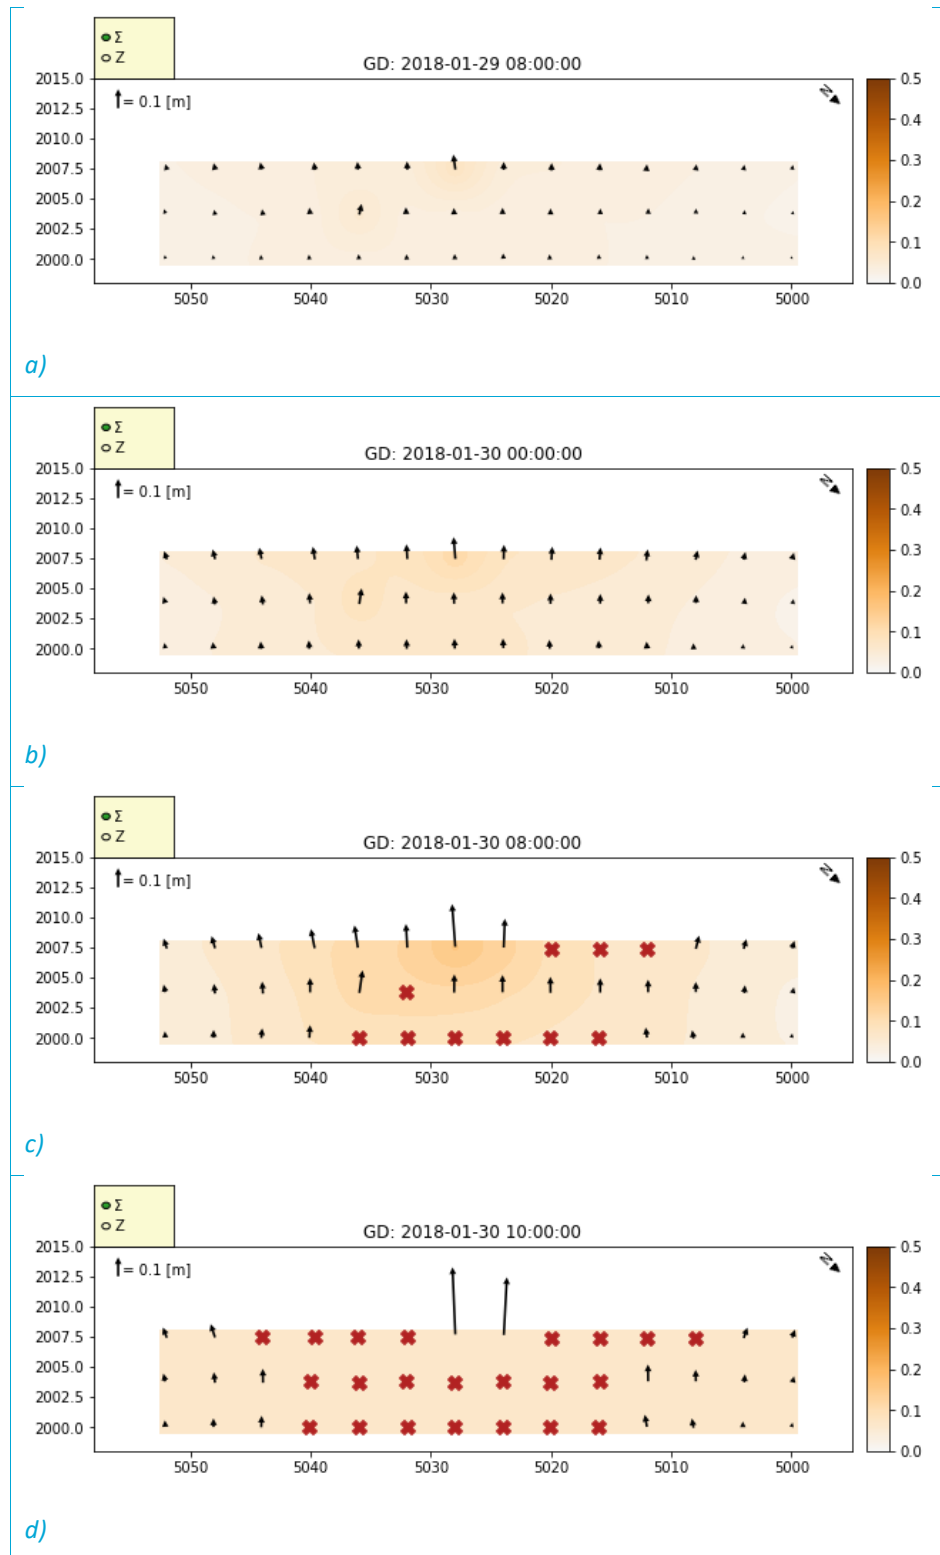 Σ
Z
GD: 2018-01-29 08:00:00
2015.0
= 0.1 [m]
N
0.5
2012.5
2010.0
0.4
2007.5
0.3
2005.0
0.2
2002.5
0.1
2000.0
0.0
5050 5040 5030 5020 5010 5000
a)
Σ
Z
GD: 2018-01-30 00:00:00
2015.0
= 0.1 [m]
N
0.5
2012.5
2010.0
0.4
2007.5
0.3
2005.0
0.2
2002.5
0.1
2000.0
0.0
5050 5040 5030 5020 5010 5000
b)
Σ
Z
GD: 2018-01-30 08:00:00
2015.0
= 0.1 [m]
N
0.5
2012.5
2010.0
0.4
2007.5
0.3
2005.0
0.2
2002.5
0.1
2000.0
0.0
5050 5040 5030 5020 5010 5000
c)
Σ
Z
GD: 2018-01-30 10:00:00
2015.0
= 0.1 [m]
N
0.5
2012.5
2010.0
0.4
2007.5
0.3
2005.0
0.2
2002.5
0.1
2000.0
0.0
5050 5040 5030 5020 5010 5000
d)